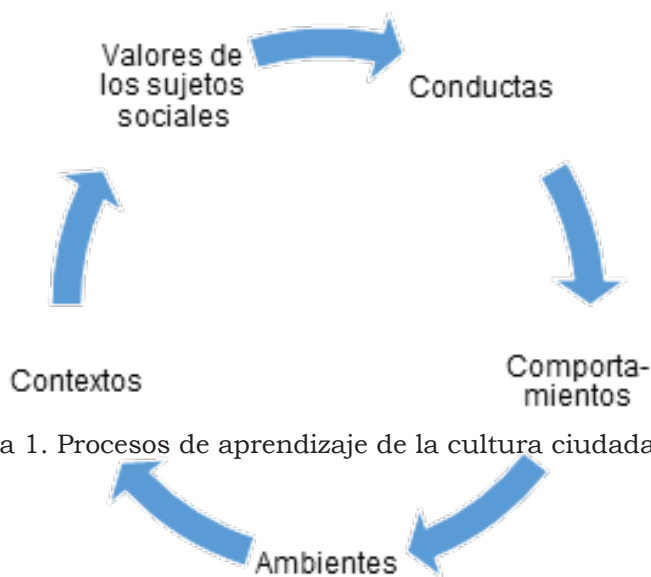 Valores de
los sujetos
sociales
Conductas
Comporta-
mientos
Contextos
a 1. Procesos de aprendizaje de la cultura ciudada
Ambientes